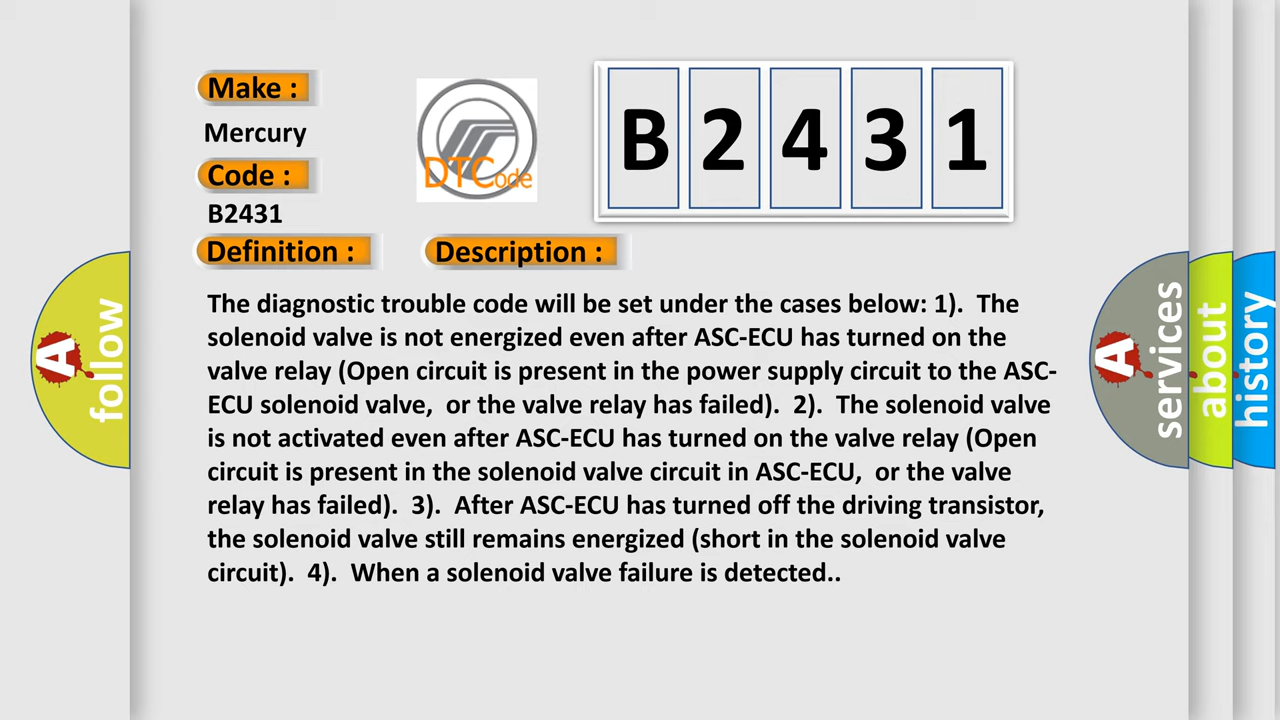 Make :
Mercury
Code :
B2431
Definition :
Description :
DTCode
B2431
The diagnostic trouble code will be set under the cases below: 1). The
solenoid valve is not energized even after ASC-ECU has turned on the
valve relay (Open circuit is present in the power supply circuit to the ASC-
ECU solenoid valve, or the valve relay has failed). 2). The solenoid valve
is not activated even after ASC-ECU has turned on the valve relay (Open
circuit is present in the solenoid valve circuit in ASC-ECU, or the valve
relay has failed). 3). After ASC-ECU has turned off the driving transistor,
the solenoid valve still remains energized (short in the solenoid valve
circuit). 4). When a solenoid valve failure is detected..
A
follow
A
services
about
history